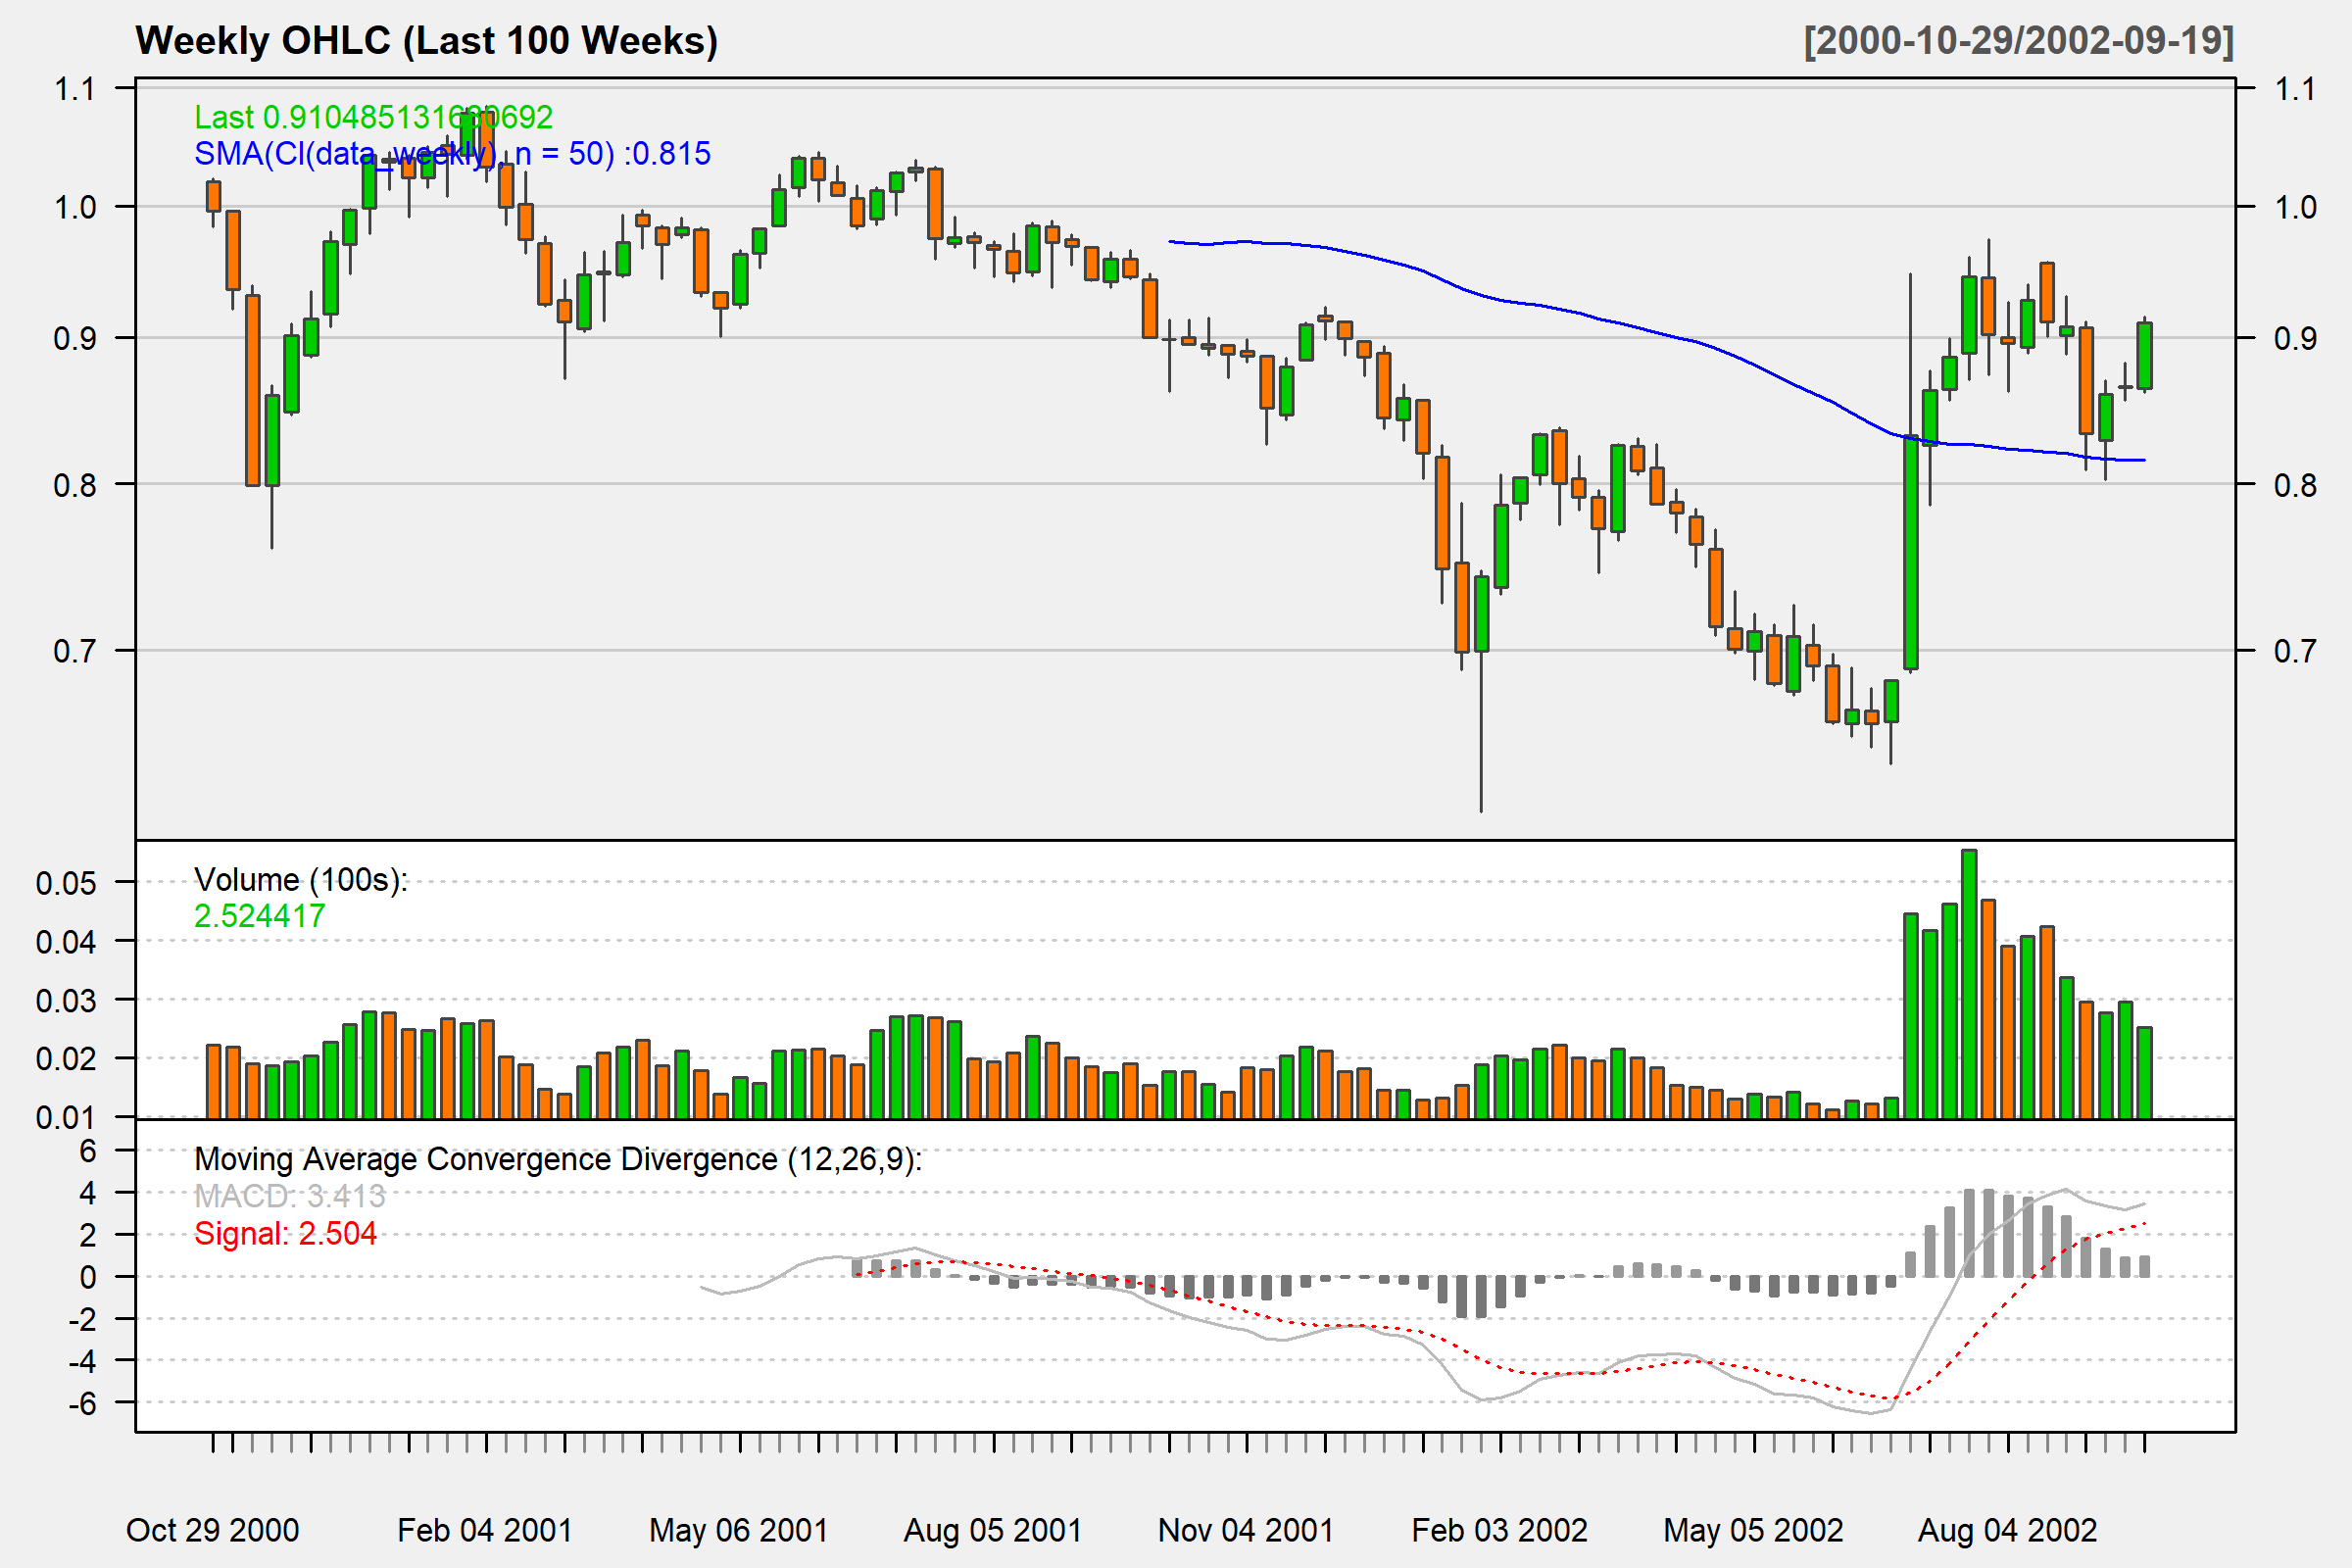 Weekly OHLC (Last 100 Weeks)
[2000-10-29/2002-09-19]
1.1
1.1
Last 0.910485131680692
SMA(Cl(data_weekly), n = 50) :0.815
1.0
1.0
0.9
0.9
0.8
0.8
0.7
0.7
Volume (100s):
2.524417
0.05
0.04
0.03
0.02
0.01
Moving Average Convergence Divergence (12,26,9):
MACD: 3.413
Signal: 2.504
6
4
2
0
-2
-4
-6
Oct 29 2000
Feb 04 2001
May 06 2001
Aug 05 2001
Nov 04 2001
Feb 03 2002
May 05 2002
Aug 04 2002